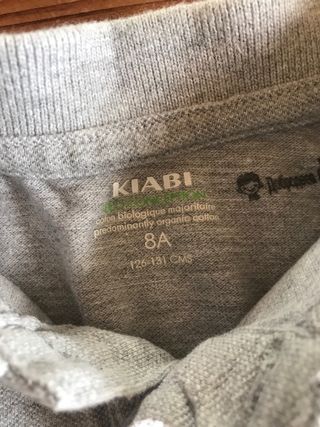 KIABI
coton biologique majoritaire
predominantly organic cotton
8A
126-131 CMS